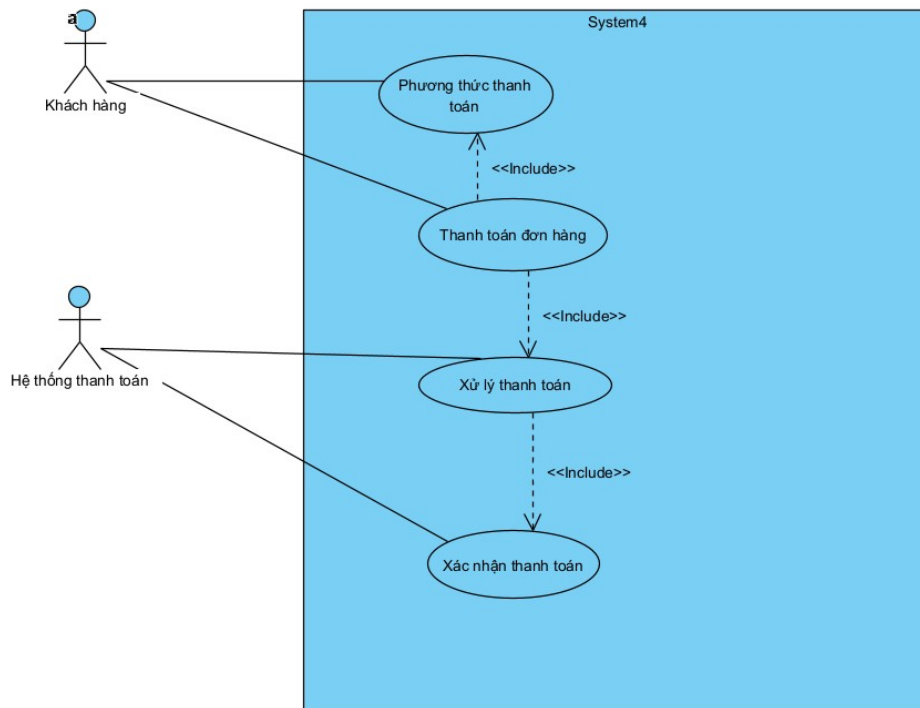 System4
a
Khách hàng
Phương thức thanh
toán
<<Include>>
Thanh toán đơn hàng
<<Include>>
Hệ thống thanh toán
Xử lý thanh toán
<<Include>>
Xác nhận thanh toán